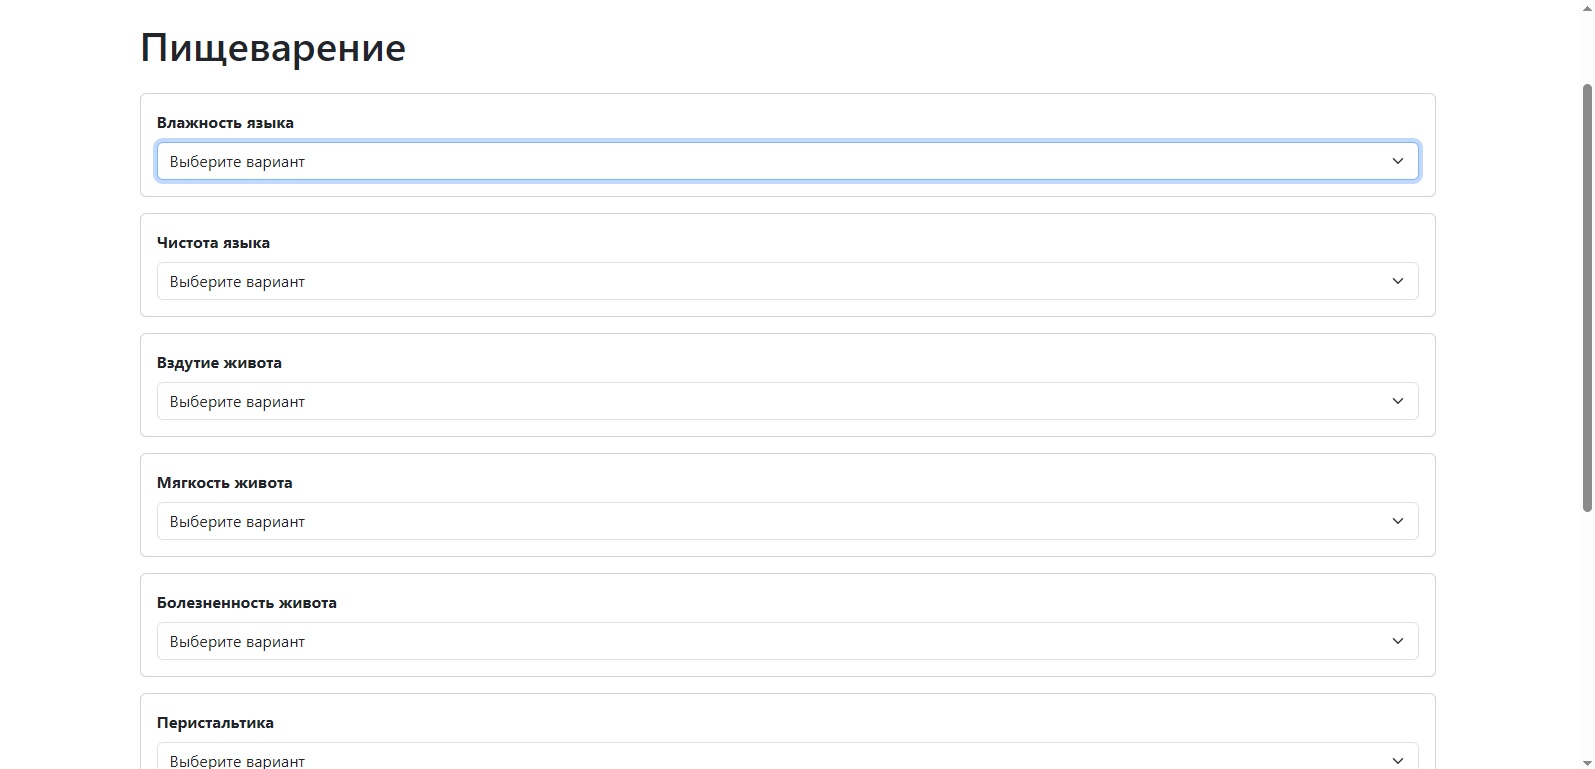 Пищеварение
Влажность языка
Выберите вариант
Чистота языка
Выберите вариант
Вздутие живота
Выберите вариант
Мягкость живота
Выберите вариант
Болезненность живота
Выберите вариант
Перистальтика
Выберите вариант